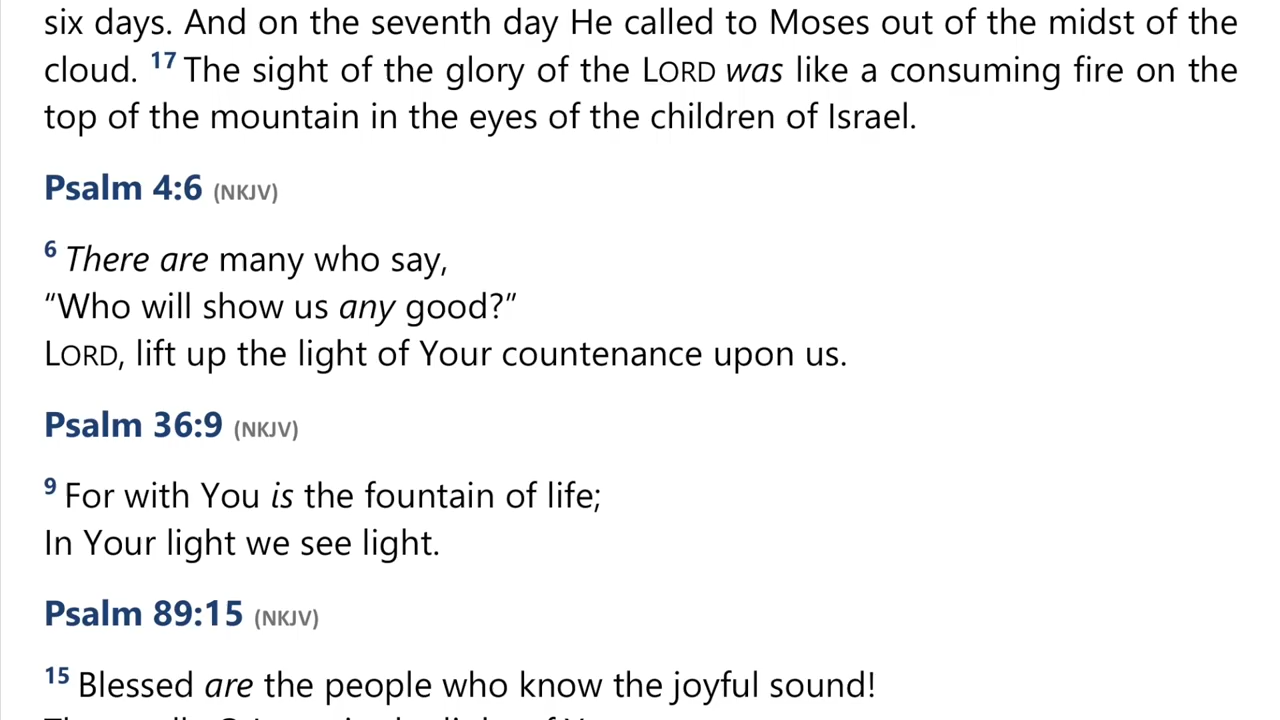 six days. And on the seventh day He called to Moses out of the midst of the
cloud. 17 The sight of the glory of the LORD was like a consuming fire on the
top of the mountain in the eyes of the children of Israel.
Psalm 4:6 (NKJV)
6 There are many who say,
“Who will show us any good?”
LORD, lift up the light of Your countenance upon us.
Psalm 36:9 (NKJV)
9 For with You is the fountain of life;
In Your light we see light.
Psalm 89:15 (NKJV)
15 Blessed are the people who know the joyful sound!